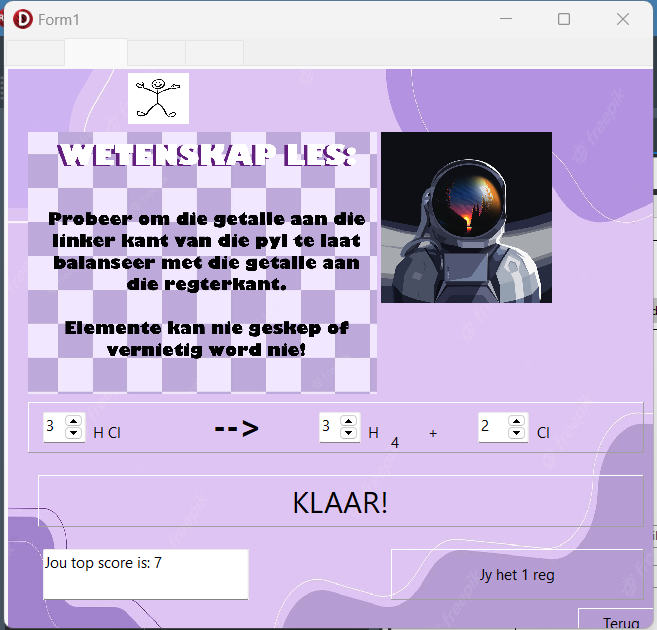 Form1
WETENSKAP LES:
Probeer om die getalle aan die
linker kant van die pyl te laat
balanseer met die getalle aan
die regterkant.
Elemente kan nie geskep of
vernietig word nie!
3 H Cl --> 3 H 4 + 2 Cl
KLAAR!
Jou top score is: 7
Jy het 1 reg
Terug
freepik